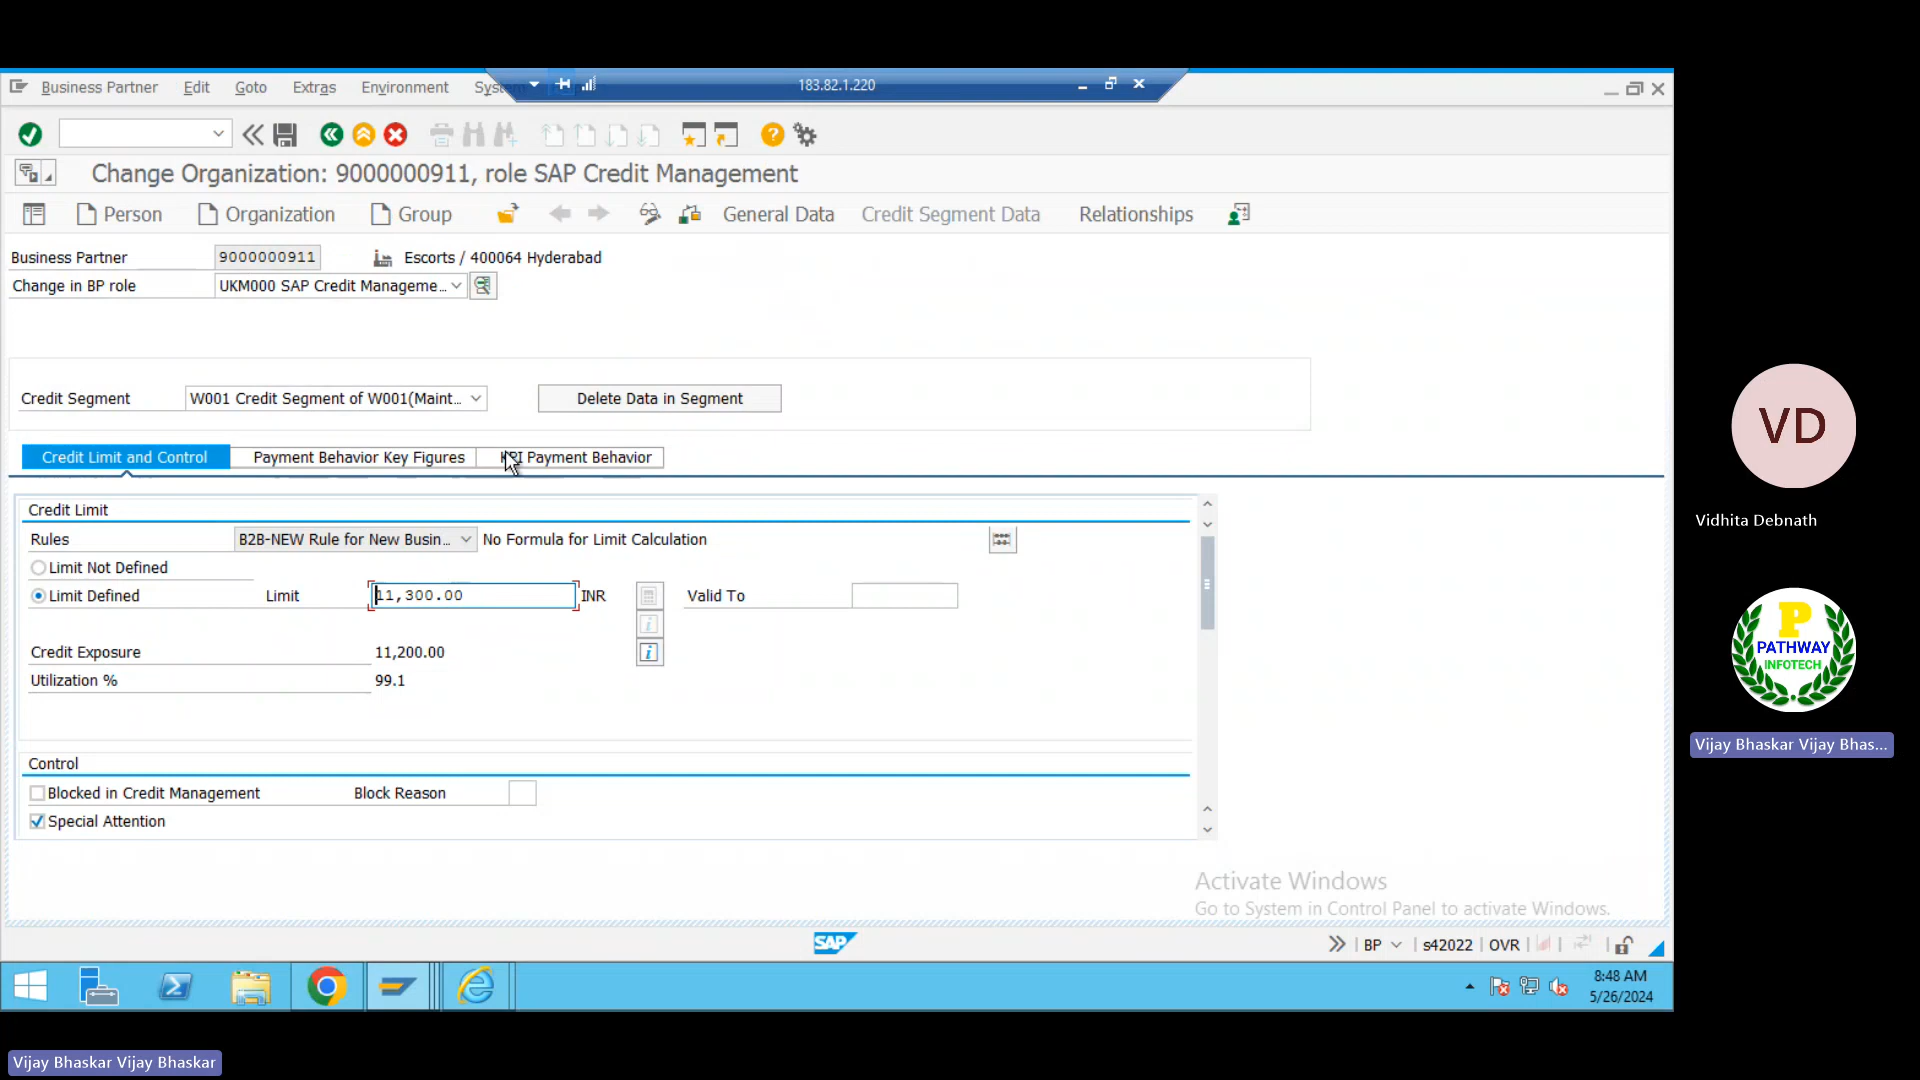 Business Partner Edit Goto Extras Environment Sys 183.82.1.220
Change Organization: 9000000911, role SAP Credit Management
Person Organization Group General Data Credit Segment Data Relationships
Business Partner 9000000911 Escorts / 400064 Hyderabad
Change in BP role UKM000 SAP Credit Manageme...
Credit Segment W001 Credit Segment of W001(Maint... Delete Data in Segment
Credit Limit and Control Payment Behavior Key Figures KPI Payment Behavior
Credit Limit
Rules B2B-NEW Rule for New Busin... No Formula for Limit Calculation
Limit Not Defined
Limit Defined Limit 11,300.00 INR Valid To
Credit Exposure 11,200.00
Utilization % 99.1
Control
Blocked in Credit Management Block Reason
Special Attention
Activate Windows
Go to System in Control Panel to activate Windows.
SAP BP s42022 OVR
8:48 AM
5/26/2024
VD
Vidhita Debnath
P
PATHWAY
INFOTECH
Vijay Bhaskar Vijay Bhas...
Vijay Bhaskar Vijay Bhaskar